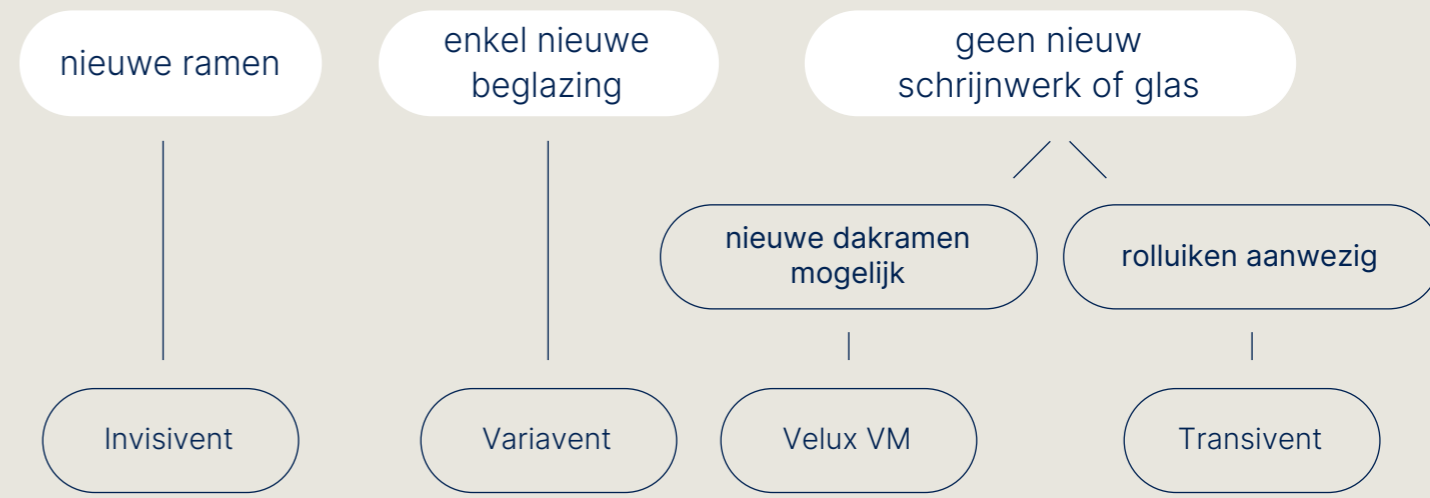 nieuwe ramen
enkel nieuwe
beglazing
geen nieuw
schrijnwerk of glas
nieuwe dakramen
mogelijk
rolluiken aanwezig
Invisivent
Variavent
Velux VM
Transivent